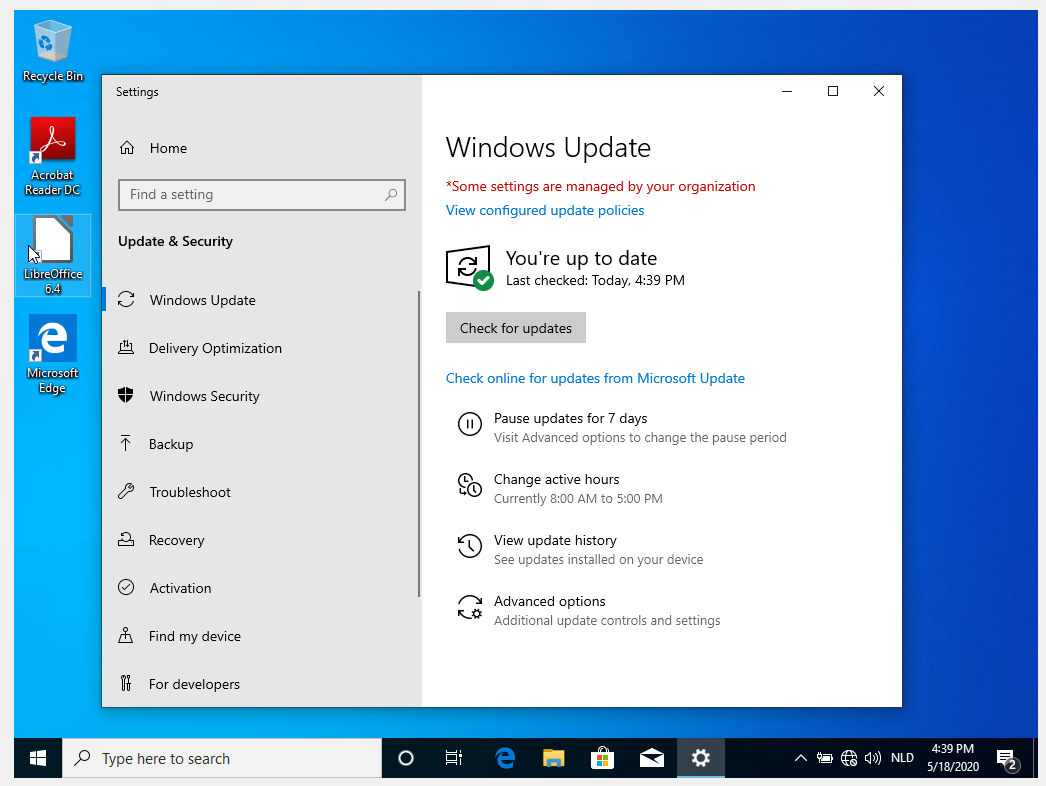 Recycle Bin
Acrobat
Reader DC
LibreOffice
6.4
Microsoft
Edge
Settings
Home
Find a setting
Update & Security
Windows Update
Delivery Optimization
Windows Security
Backup
Troubleshoot
Recovery
Activation
Find my device
For developers
Windows Update
*Some settings are managed by your organization
View configured update policies
You're up to date
Last checked: Today, 4:39 PM
Check for updates
Check online for updates from Microsoft Update
Pause updates for 7 days
Visit Advanced options to change the pause period
Change active hours
Currently 8:00 AM to 5:00 PM
View update history
See updates installed on your device
Advanced options
Additional update controls and settings
Type here to search
NLD
4:39 PM
5/18/2020
2